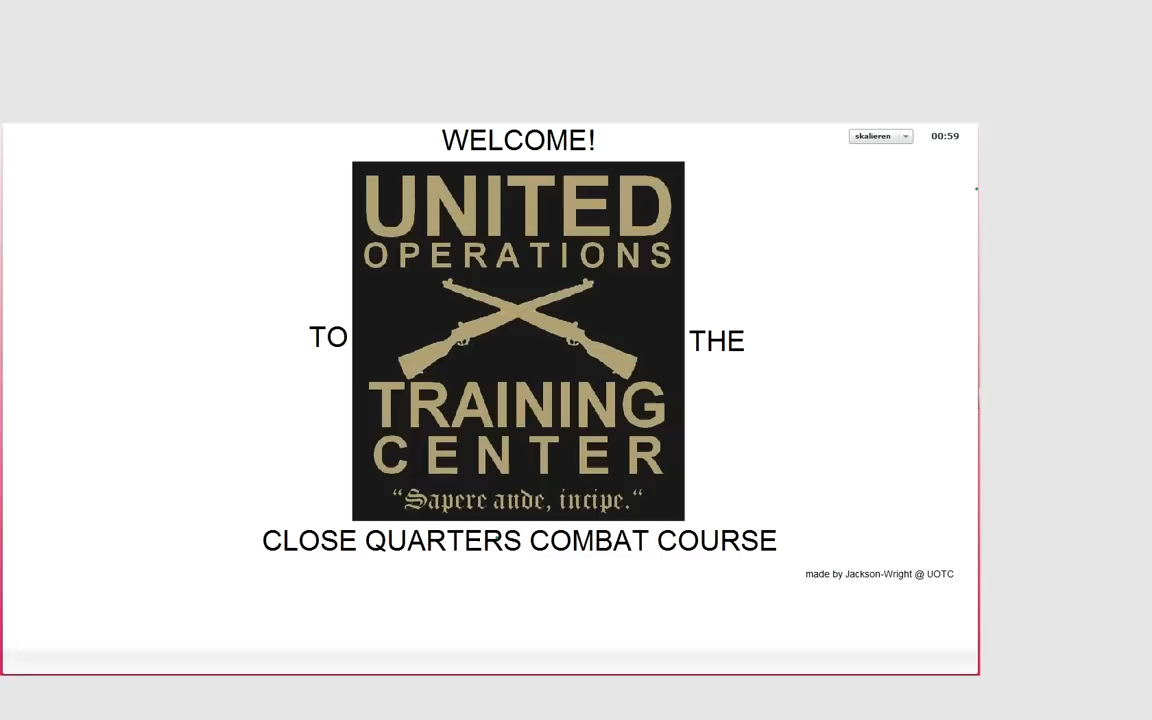 WELCOME!
skalieren
00:59
UNITED
OPERATIONS
TO
THE
TRAINING
CENTER
“Sapere aude, incipe.“
CLOSE QUARTERS COMBAT COURSE
made by Jackson-Wright @ UOTC